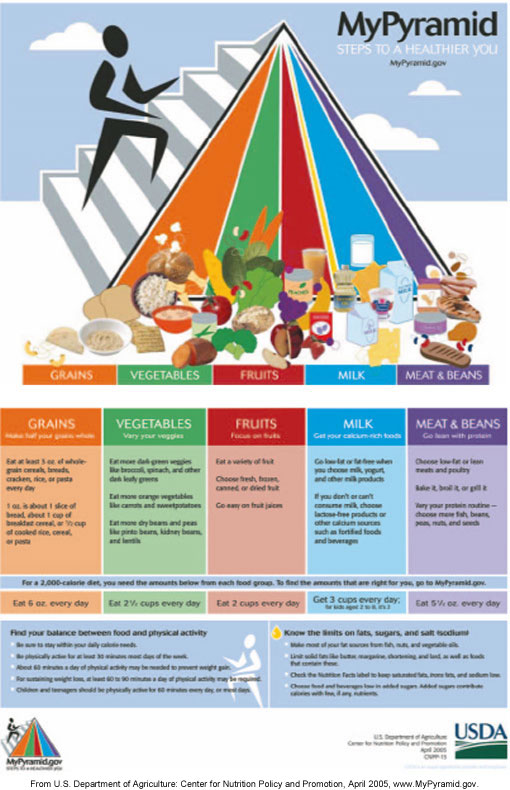 MyPyramid
STEPS TO A HEALTHIER YOU
MyPyramid.gov
GRAINS
VEGETABLES
FRUITS
MILK
MEAT & BEANS
GRAINS
Make half your grains whole
Eat at least 3 oz. of whole-
grain cereals, breads,
crackers, rice, or pasta
every day
1 oz. is about 1 slice of
bread, about 1 cup of
breakfast cereal, or ½ cup
of cooked rice, cereal,
or pasta
VEGETABLES
Vary your veggies
Eat more dark-green veggies
like broccoli, spinach, and other
dark leafy greens
Eat more orange vegetables
like carrots and sweetpotatoes
Eat more dry beans and peas
like pinto beans, kidney beans,
and lentils
FRUITS
Focus on fruits
Eat a variety of fruit
Choose fresh, frozen,
canned, or dried fruit
Go easy on fruit juices
MILK
Get your calcium-rich foods
Go low-fat or fat-free when
you choose milk, yogurt,
and other milk products
If you don't or can't
consume milk, choose
lactose-free products or
other calcium sources
such as fortified foods
and beverages
MEAT & BEANS
Go lean with protein
Choose low-fat or lean
meats and poultry
Bake it, broil it, or grill it
Vary your protein routine —
choose more fish, beans,
peas, nuts, and seeds
For a 2,000-calorie diet, you need the amounts below from each food group. To find the amounts that are right for you, go to MyPyramid.gov.
Eat 6 oz. every day
Eat 2½ cups every day
Eat 2 cups every day
Get 3 cups every day;
for kids aged 2 to 8, it's 2
Eat 5½ oz. every day
Find your balance between food and physical activity
Be sure to stay within your daily calorie needs.
Be physically active for at least 30 minutes most days of the week.
About 60 minutes a day of physical activity may be needed to prevent weight gain.
For sustaining weight loss, at least 60 to 90 minutes a day of physical activity may be required.
Children and teenagers should be physically active for 60 minutes every day, or most days.
Know the limits on fats, sugars, and salt (sodium)
Make most of your fat sources from fish, nuts, and vegetable oils.
Limit solid fats like butter, margarine, shortening, and lard, as well as foods
that contain these.
Check the Nutrition Facts label to keep saturated fats, trans fats, and sodium low.
Choose food and beverages low in added sugars. Added sugars contribute
calories with few, if any, nutrients.
MyPyramid.gov
STEPS TO A HEALTHIER YOU
U.S. Department of Agriculture
Center for Nutrition Policy and Promotion
April 2005
CNPP-15
USDA
From U.S. Department of Agriculture: Center for Nutrition Policy and Promotion, April 2005, www.MyPyramid.gov.